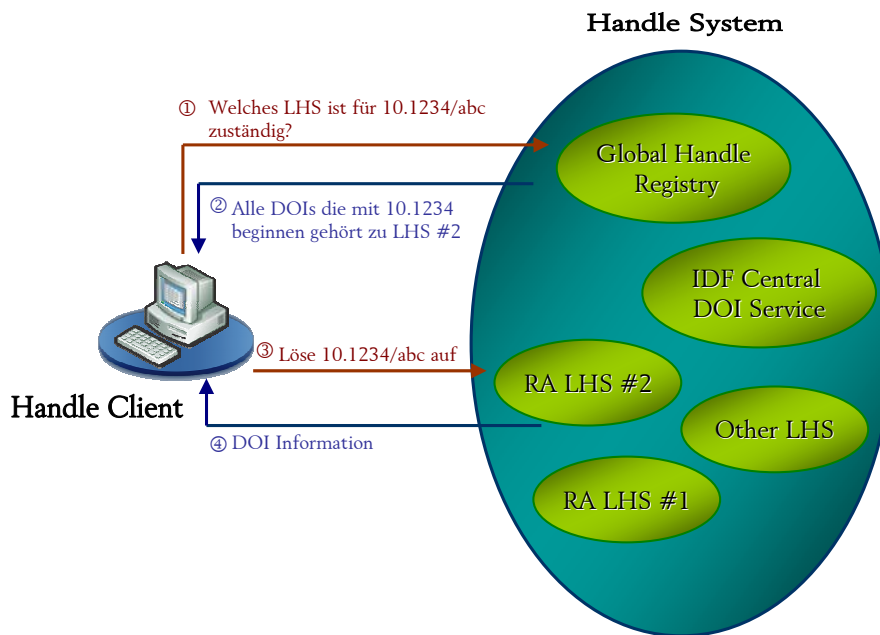 Handle System
① Welches LHS ist für 10.1234/abc
zuständig?
Global Handle
Registry
② Alle DOIs die mit 10.1234
beginnen gehört zu LHS #2
IDF Central
DOI Service
③ Löse 10.1234/abc auf
RA LHS #2
Handle Client
Other LHS
④ DOI Information
RA LHS #1